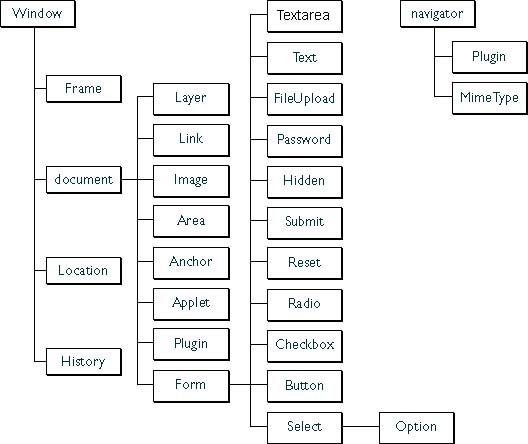 Window
Frame
document
Location
History
Layer
Link
Image
Area
Anchor
Applet
Plugin
Form
Textarea
Text
FileUpload
Password
Hidden
Submit
Reset
Radio
Checkbox
Button
Select
Option
navigator
Plugin
MimeType